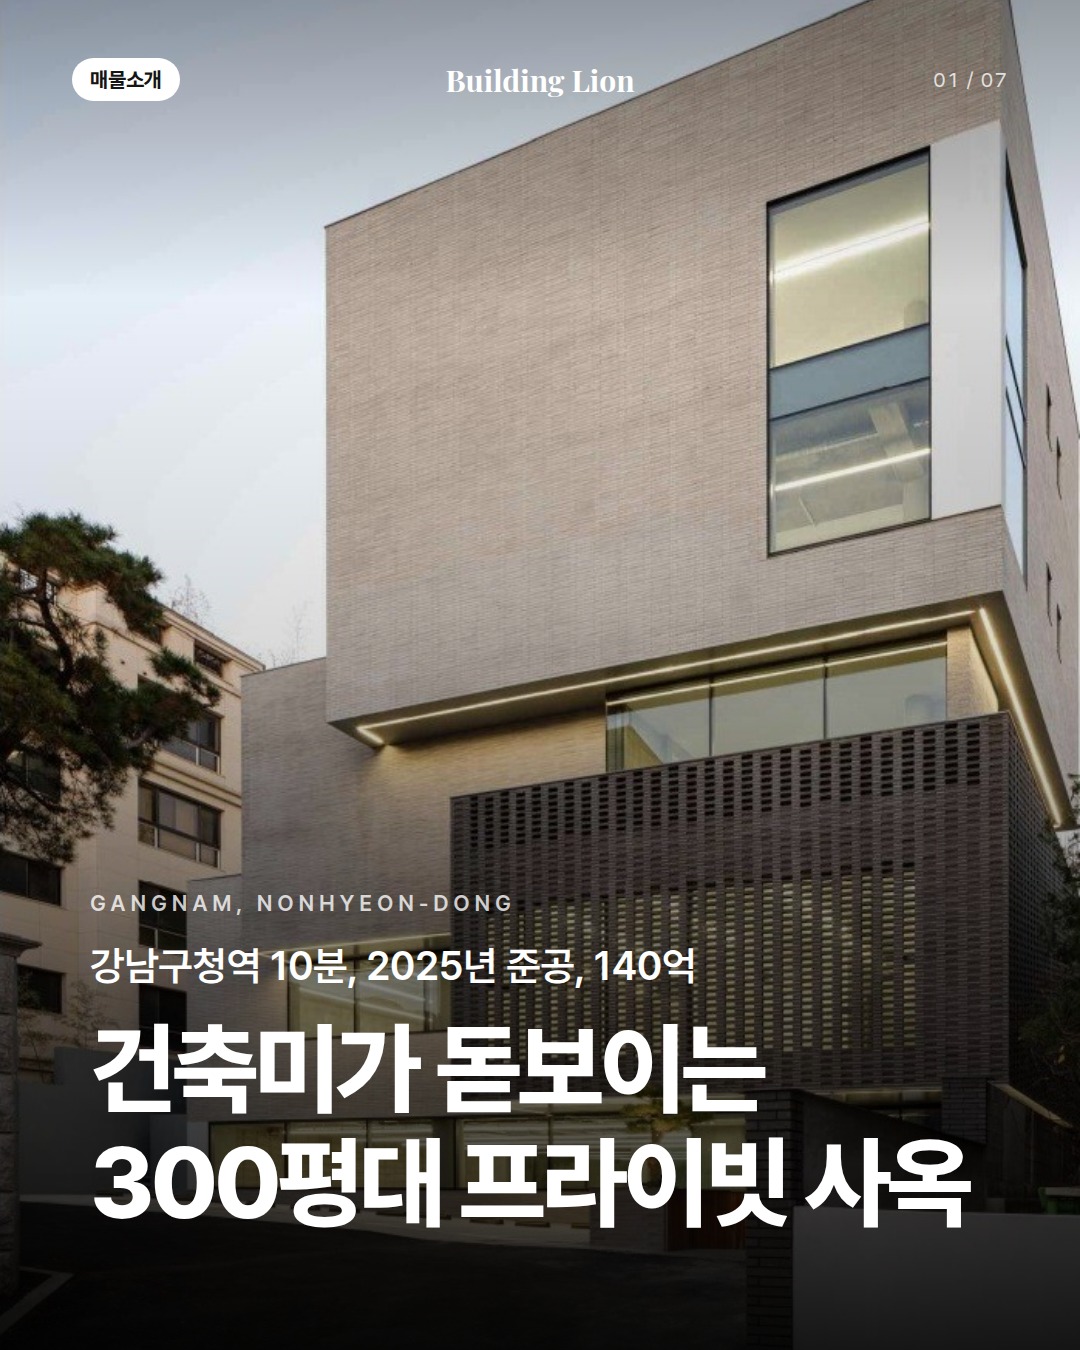 매물소개
Building Lion
01 / 07
GANGNAM, NONHYEON-DONG
강남구청역 10분, 2025년 준공, 140억
건축미가 돋보이는
300평대 프라이빗 사옥